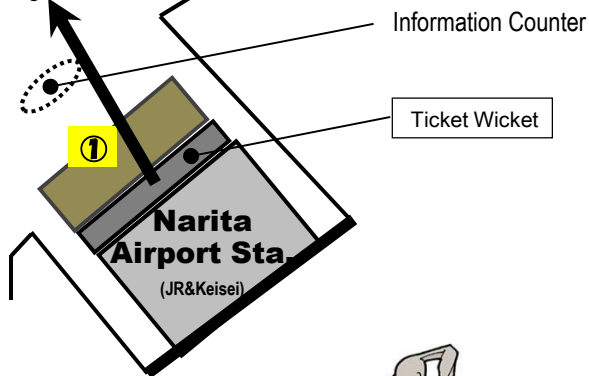 Information Counter
Ticket Wicket
①
Narita
Airport Sta.
(JR&Keisei)